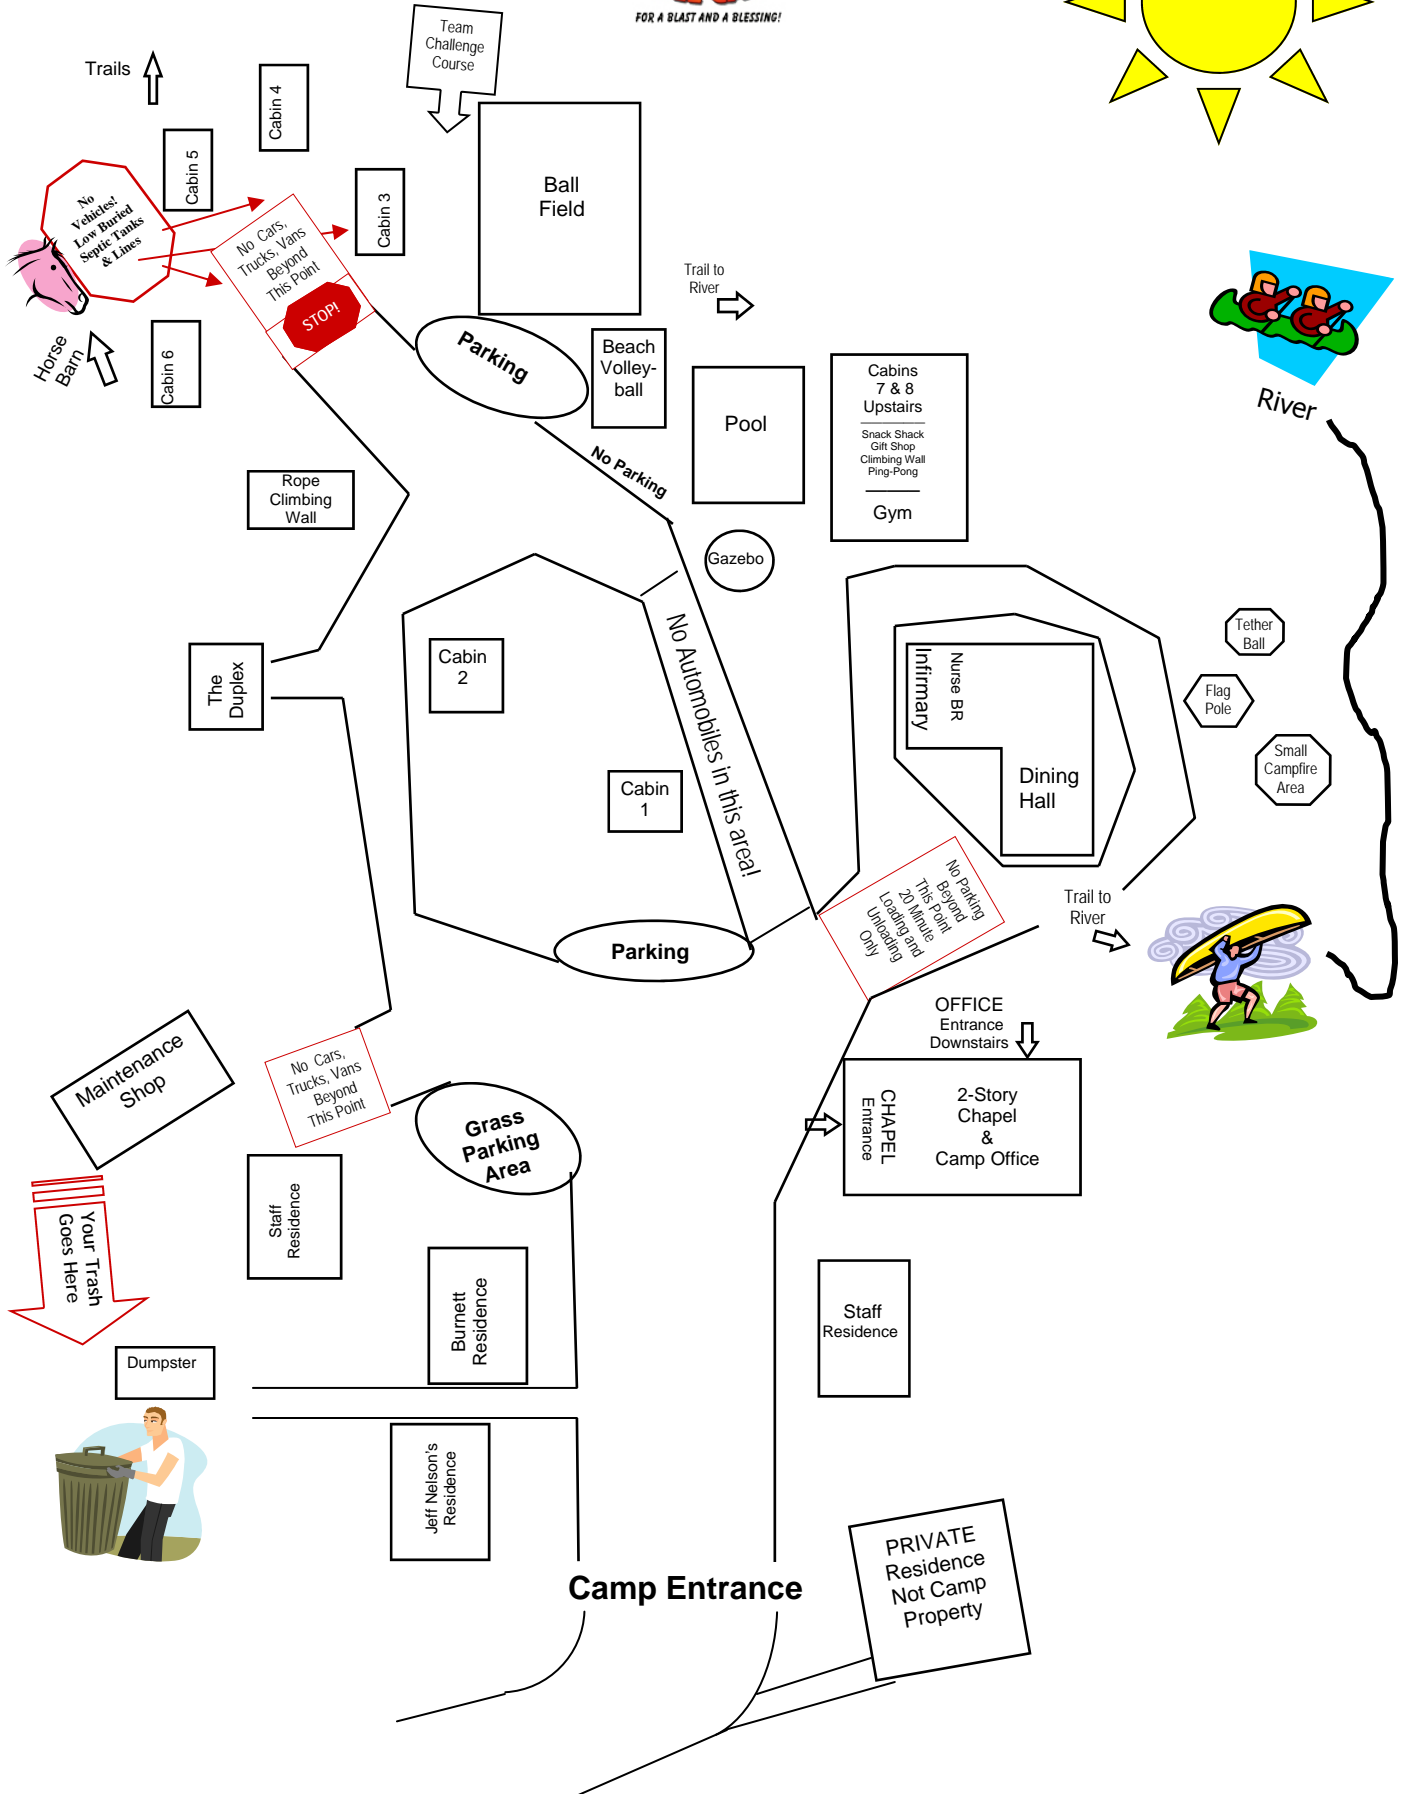 FOR A BLAST AND A BLESSING!
Team
Challenge
Course
Trails
Cabin 4
Cabin 5
Cabin 3
Ball
Field
No
Vehicles!
Low Buried
Septic Tanks
& Lines
No Cars,
Trucks, Vans
Beyond
This Point
STOP!
Trail to
River
Horse
Barn
Cabin 6
Parking
Beach
Volley-
ball
Pool
Cabins
7 & 8
Upstairs
Snack Shack
Gift Shop
Climbing Wall
Ping-Pong
Gym
River
No Parking
Rope
Climbing
Wall
Gazebo
No Automobiles in this area!
Tether
Ball
The
Duplex
Cabin
2
Nurse BR
Infirmary
Flag
Pole
Small
Campfire
Area
Cabin
1
Dining
Hall
No Parking
Beyond
This Point
20 Minute
Loading and
Unloading
Only
Trail to
River
Parking
OFFICE
Entrance
Downstairs
Maintenance
Shop
No Cars,
Trucks, Vans
Beyond
This Point
Grass
Parking
Area
CHAPEL
Entrance
2-Story
Chapel
&
Camp Office
Staff
Residence
Your Trash
Goes Here
Burnett
Residence
Staff
Residence
Dumpster
Jeff Nelson's
Residence
PRIVATE
Residence
Not Camp
Property
Camp Entrance